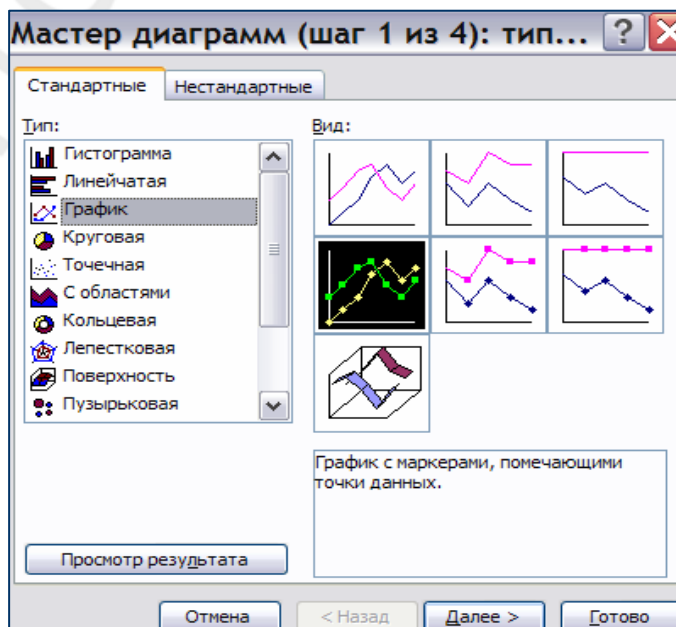 Мастер диаграмм (шаг 1 из 4): тип...
Стандартные
Нестандартные
Тип:
Гистограмма
Линейчатая
График
Круговая
Точечная
С областями
Кольцевая
Лепестковая
Поверхность
Пузырьковая
Вид:
График с маркерами, помечающими
точки данных.
Просмотр результата
Отмена
< Назад
Далее >
Готово